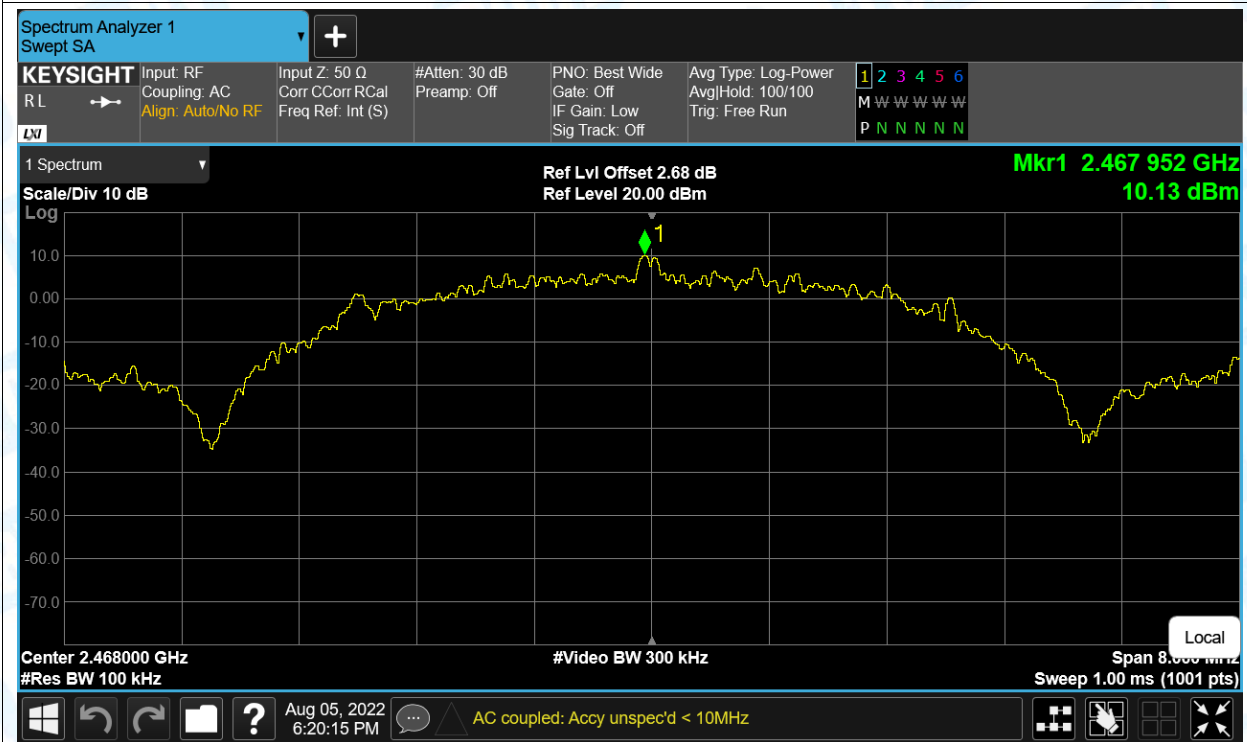 Spectrum Analyzer 1
Swept SA
KEYSIGHT
R L
LXI
Input: RF
Coupling: AC
Align: Auto/No RF
Input Z: 50 Ω
Corr CCorr RCal
Freq Ref: Int (S)
#Atten: 30 dB
Preamp: Off
PNO: Best Wide
Gate: Off
IF Gain: Low
Sig Track: Off
Avg Type: Log-Power
Avg|Hold: 100/100
Trig: Free Run
1 2 3 4 5 6
M W W W W W
P N N N N N
1 Spectrum
Scale/Div 10 dB
Log
Ref Lvl Offset 2.68 dB
Ref Level 20.00 dBm
Mkr1 2.467 952 GHz
10.13 dBm
1
10.0
0.00
-10.0
-20.0
-30.0
-40.0
-50.0
-60.0
-70.0
Local
Center 2.468000 GHz
#Res BW 100 kHz
#Video BW 300 kHz
Span 8.000 MHz
Sweep 1.00 ms (1001 pts)
?
Aug 05, 2022
6:20:15 PM
AC coupled: Accy unspec'd < 10MHz